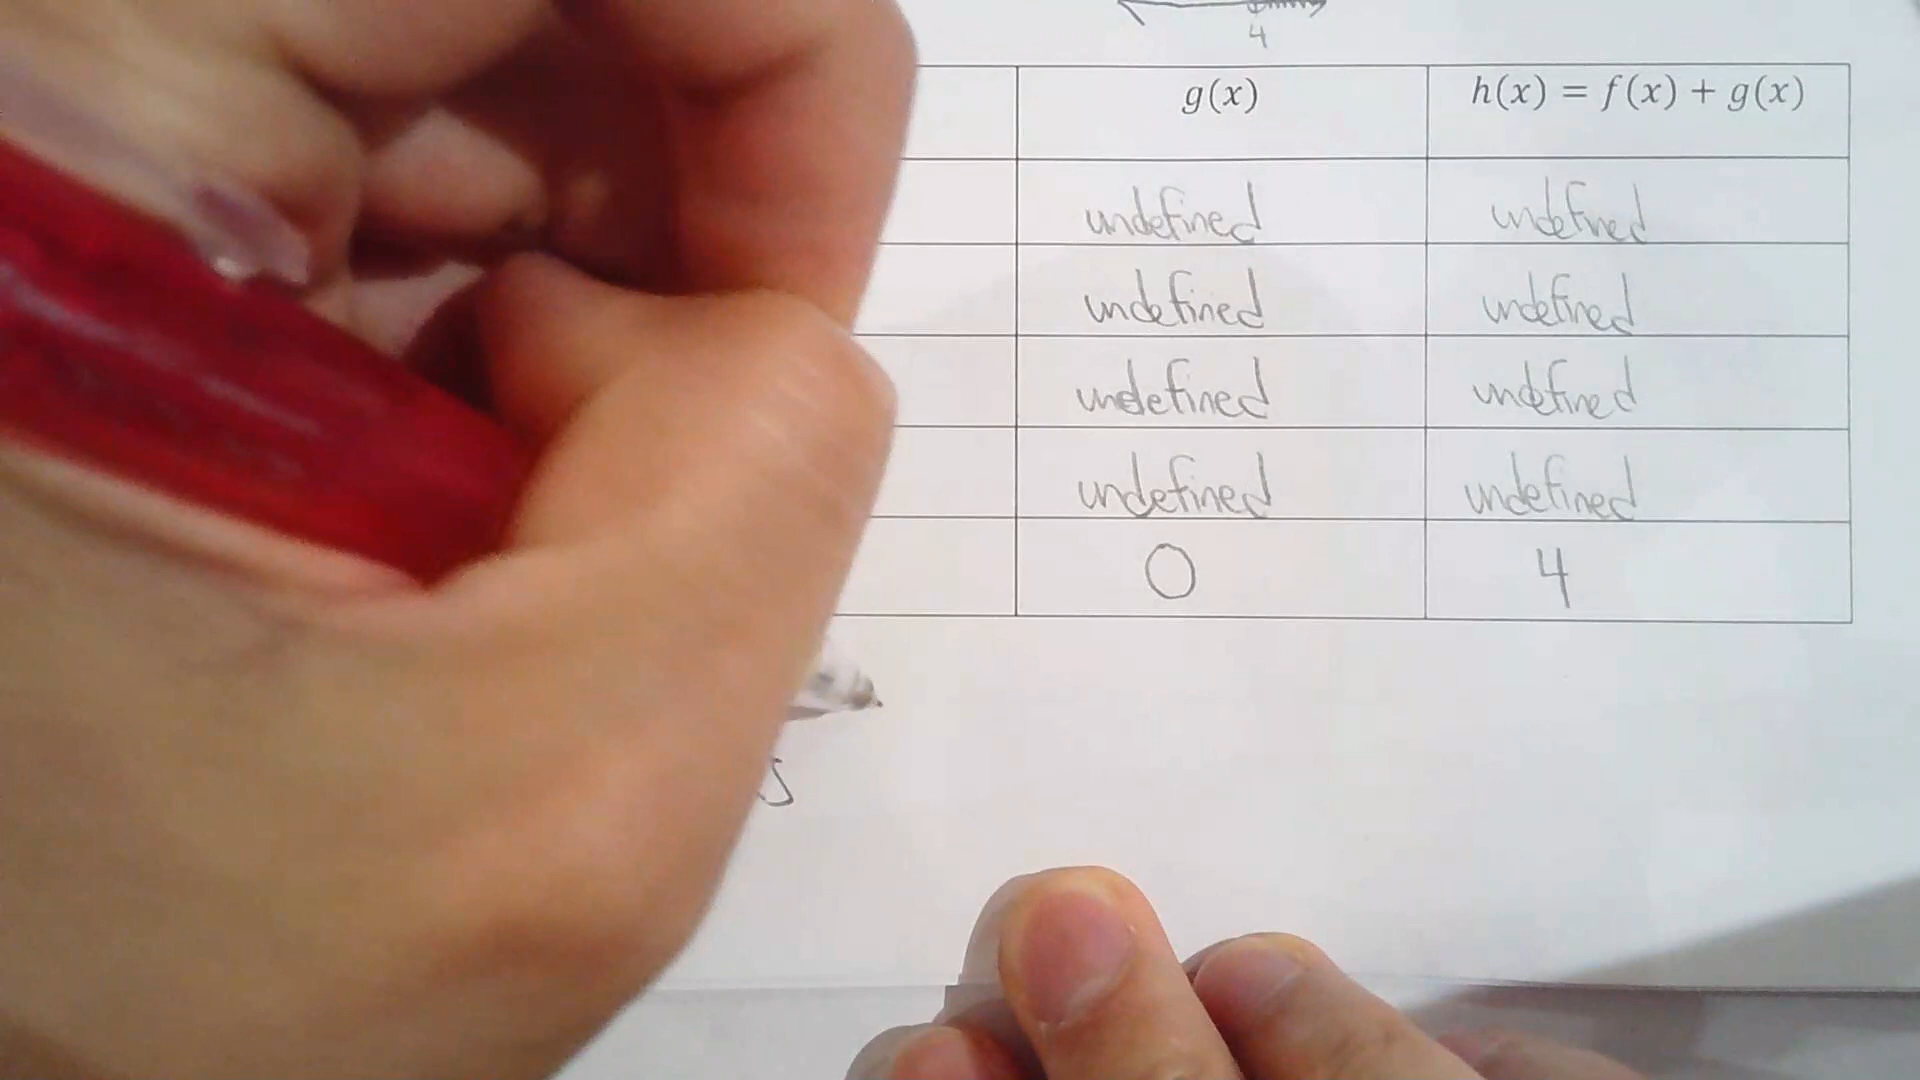 4
g(x) h(x) = f(x) + g(x)
undefined undefined
undefined undefined
undefined undefined
undefined undefined
0 4
s